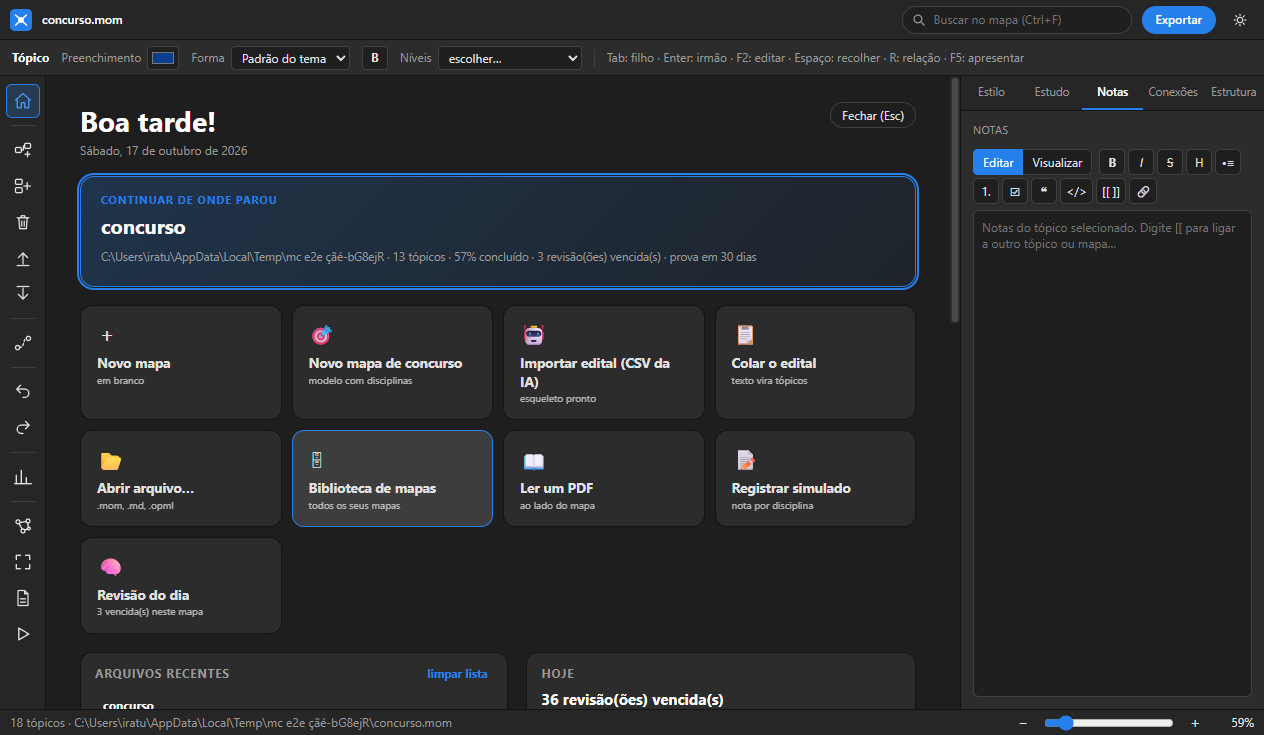 concurso.mom
Buscar no mapa (Ctrl+F)
Exportar
Tópico
Preenchimento
Forma
Padrão do tema
B
Níveis
escolher...
Tab: filho · Enter: irmão · F2: editar · Espaço: recolher · R: relação · F5: apresentar
Boa tarde!
Sábado, 17 de outubro de 2026
Fechar (Esc)
CONTINUAR DE ONDE PAROU
concurso
C:\Users\iratu\AppData\Local\Temp\mc e2e çãé-bG8ejR · 13 tópicos · 57% concluído · 3 revisão(ões) vencida(s) · prova em 30 dias
Novo mapa
em branco
Novo mapa de concurso
modelo com disciplinas
Importar edital (CSV da
IA)
esqueleto pronto
Colar o edital
texto vira tópicos
Abrir arquivo...
.mom, .md, .opml
Biblioteca de mapas
todos os seus mapas
Ler um PDF
ao lado do mapa
Registrar simulado
nota por disciplina
Revisão do dia
3 vencida(s) neste mapa
ARQUIVOS RECENTES
limpar lista
concurso
HOJE
36 revisão(ões) vencida(s)
Estilo
Estudo
Notas
Conexões
Estrutura
NOTAS
Editar
Visualizar
B
I
S
H
•≡
1.
☑
❝
</>
[[ ]]
Notas do tópico selecionado. Digite [[ para ligar
a outro tópico ou mapa...
18 tópicos · C:\Users\iratu\AppData\Local\Temp\mc e2e çãé-bG8ejR\concurso.mom
−
+
59%